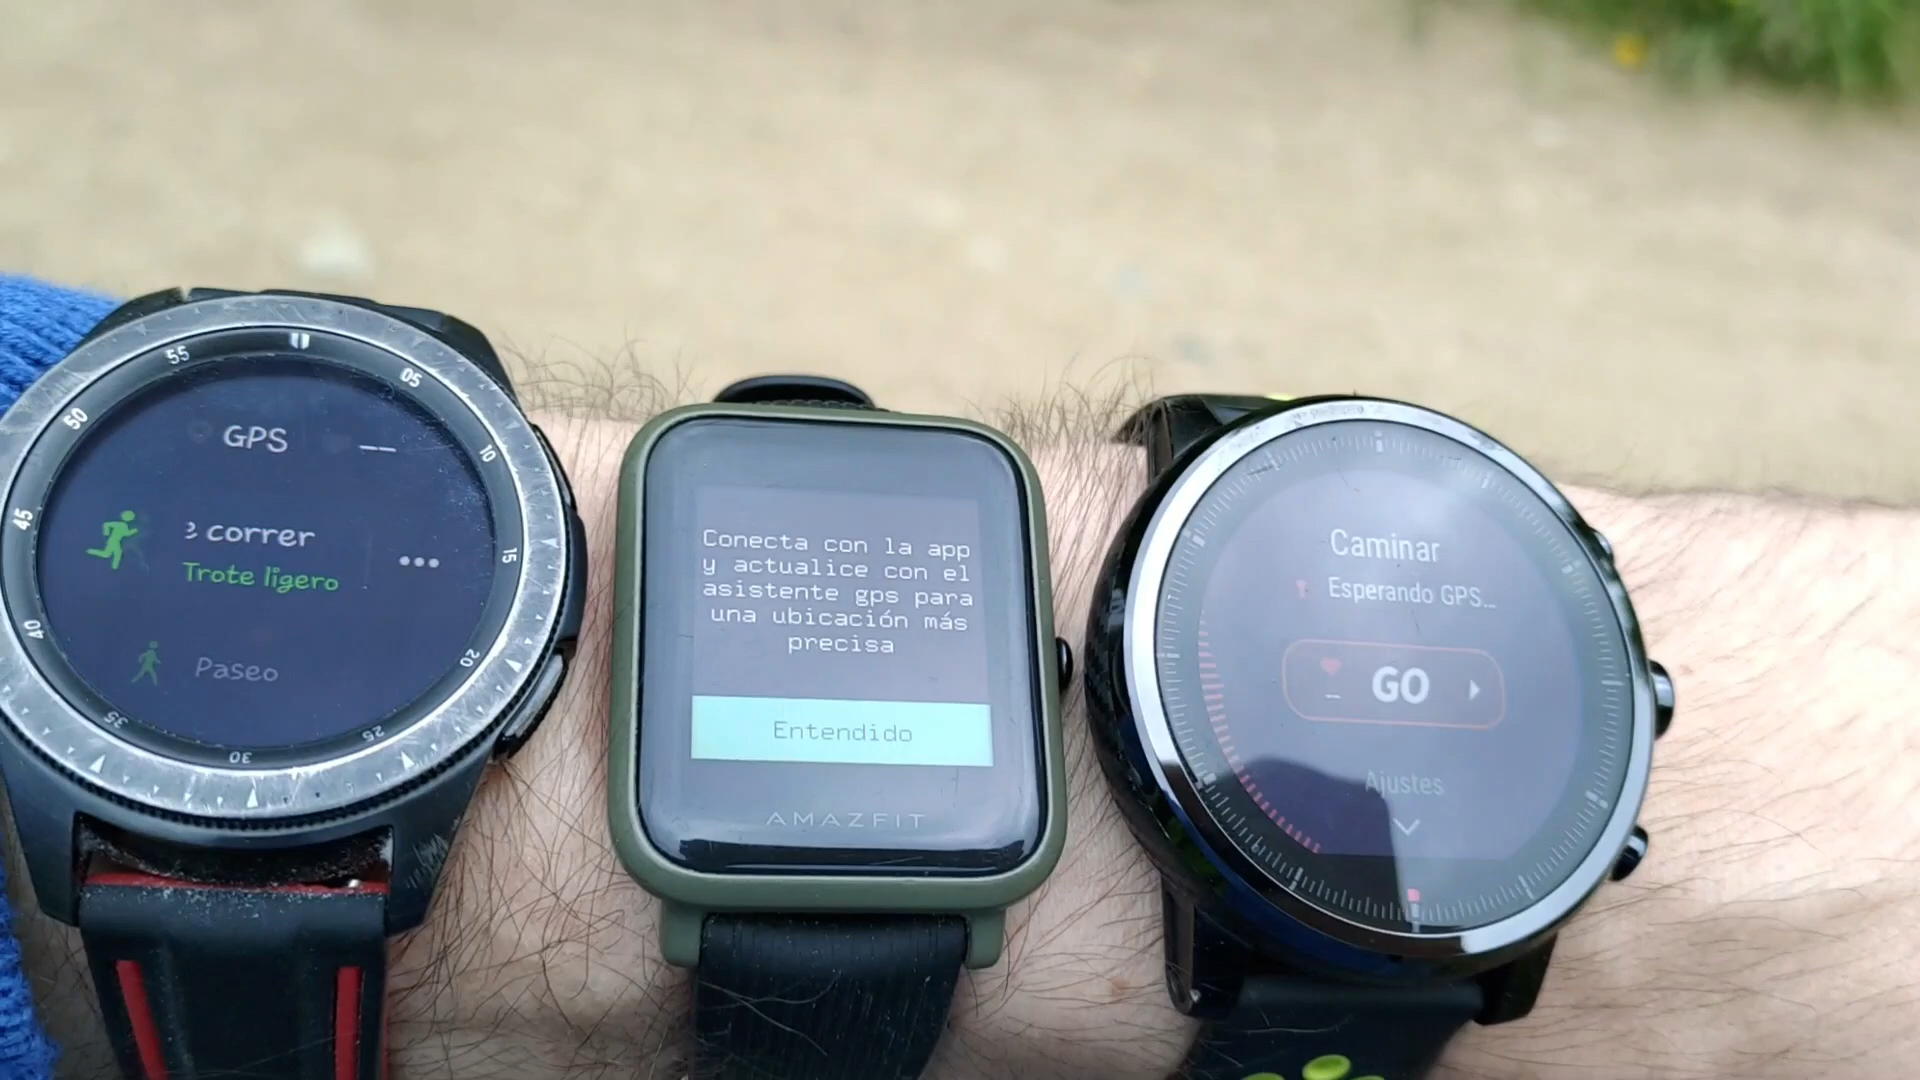 55
05
50
10
45
15
40
20
35
25
30
GPS --
e correr
Trote ligero
•••
Paseo
Conecta con la app
y actualice con el
asistente gps para
una ubicación más
precisa
Entendido
AMAZFIT
Caminar
Esperando GPS...
-- GO
Ajustes